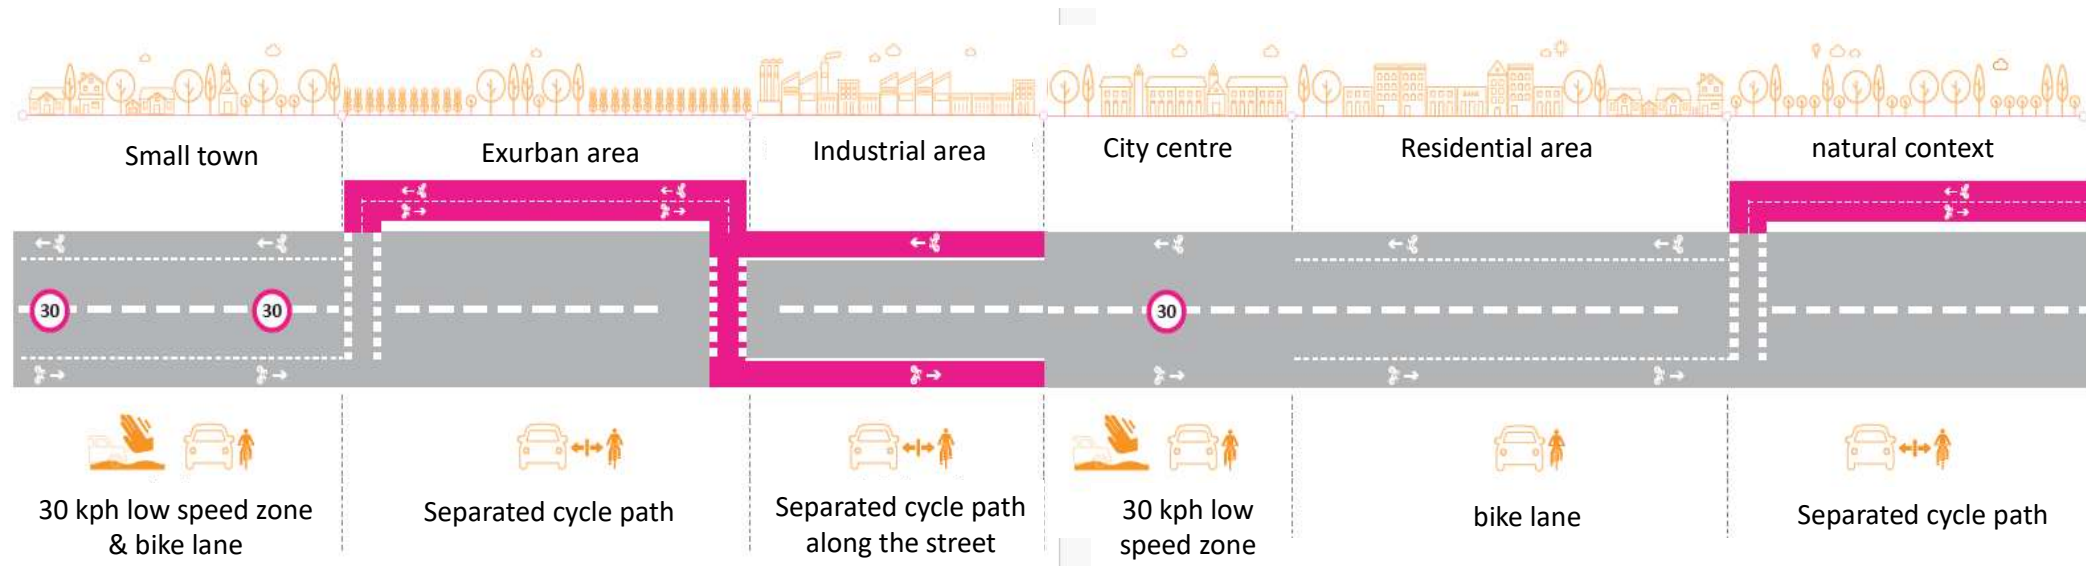 Small town
Exurban area
Industrial area
City centre
Residential area
natural context
30
30
30
30 kph low speed zone
& bike lane
Separated cycle path
Separated cycle path
along the street
30 kph low
speed zone
bike lane
Separated cycle path